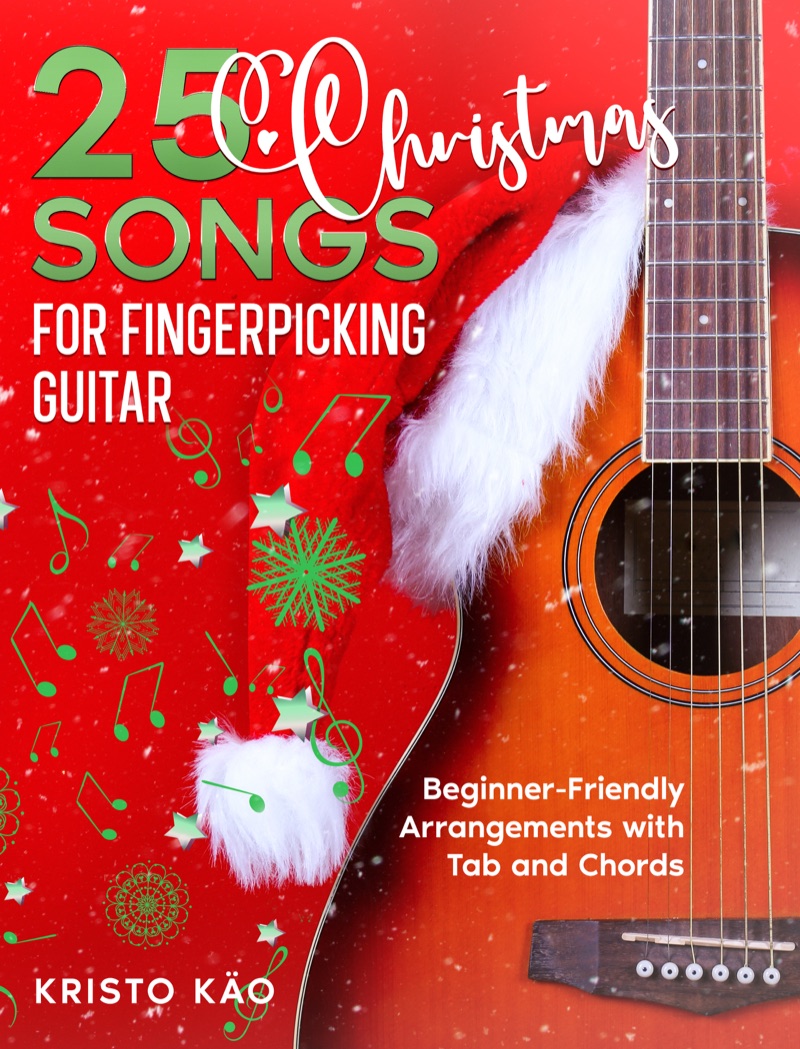 25 Christmas
SONGS
FOR FINGERPICKING
GUITAR
Beginner-Friendly
Arrangements with
Tab and Chords
KRISTO KÄO